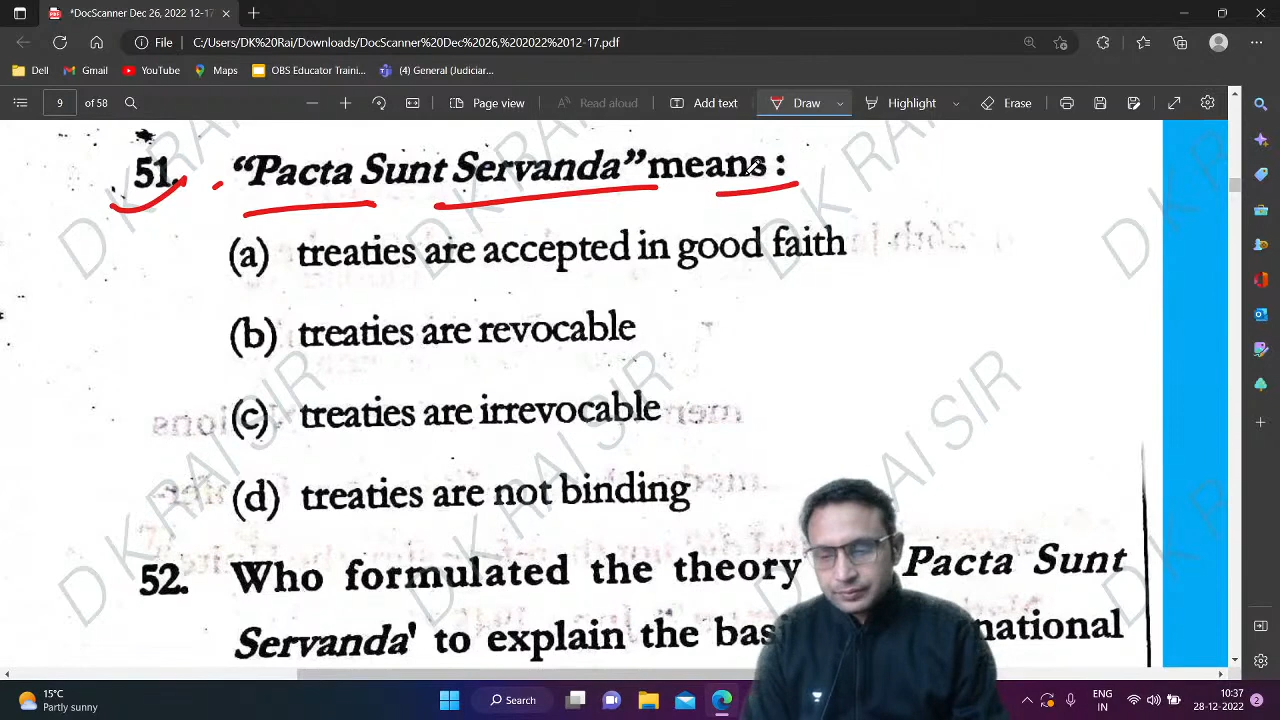 *DocScanner Dec 26, 2022 12-17
File
C:/Users/DK%20Rai/Downloads/DocScanner%20Dec%2026,%202022%2012-17.pdf
Dell
Gmail
YouTube
Maps
OBS Educator Traini...
(4) General (Judiciar...
9 of 58
Page view
Read aloud
Add text
Draw
Highlight
Erase
51. "Pacta Sunt Servanda" means :
(a) treaties are accepted in good faith
(b) treaties are revocable
(c) treaties are irrevocable
(d) treaties are not binding
52. Who formulated the theory Pacta Sunt
Servanda' to explain the national
D K RAI SIR
15°C
Partly sunny
Search
ENG
IN
10:37
28-12-2022